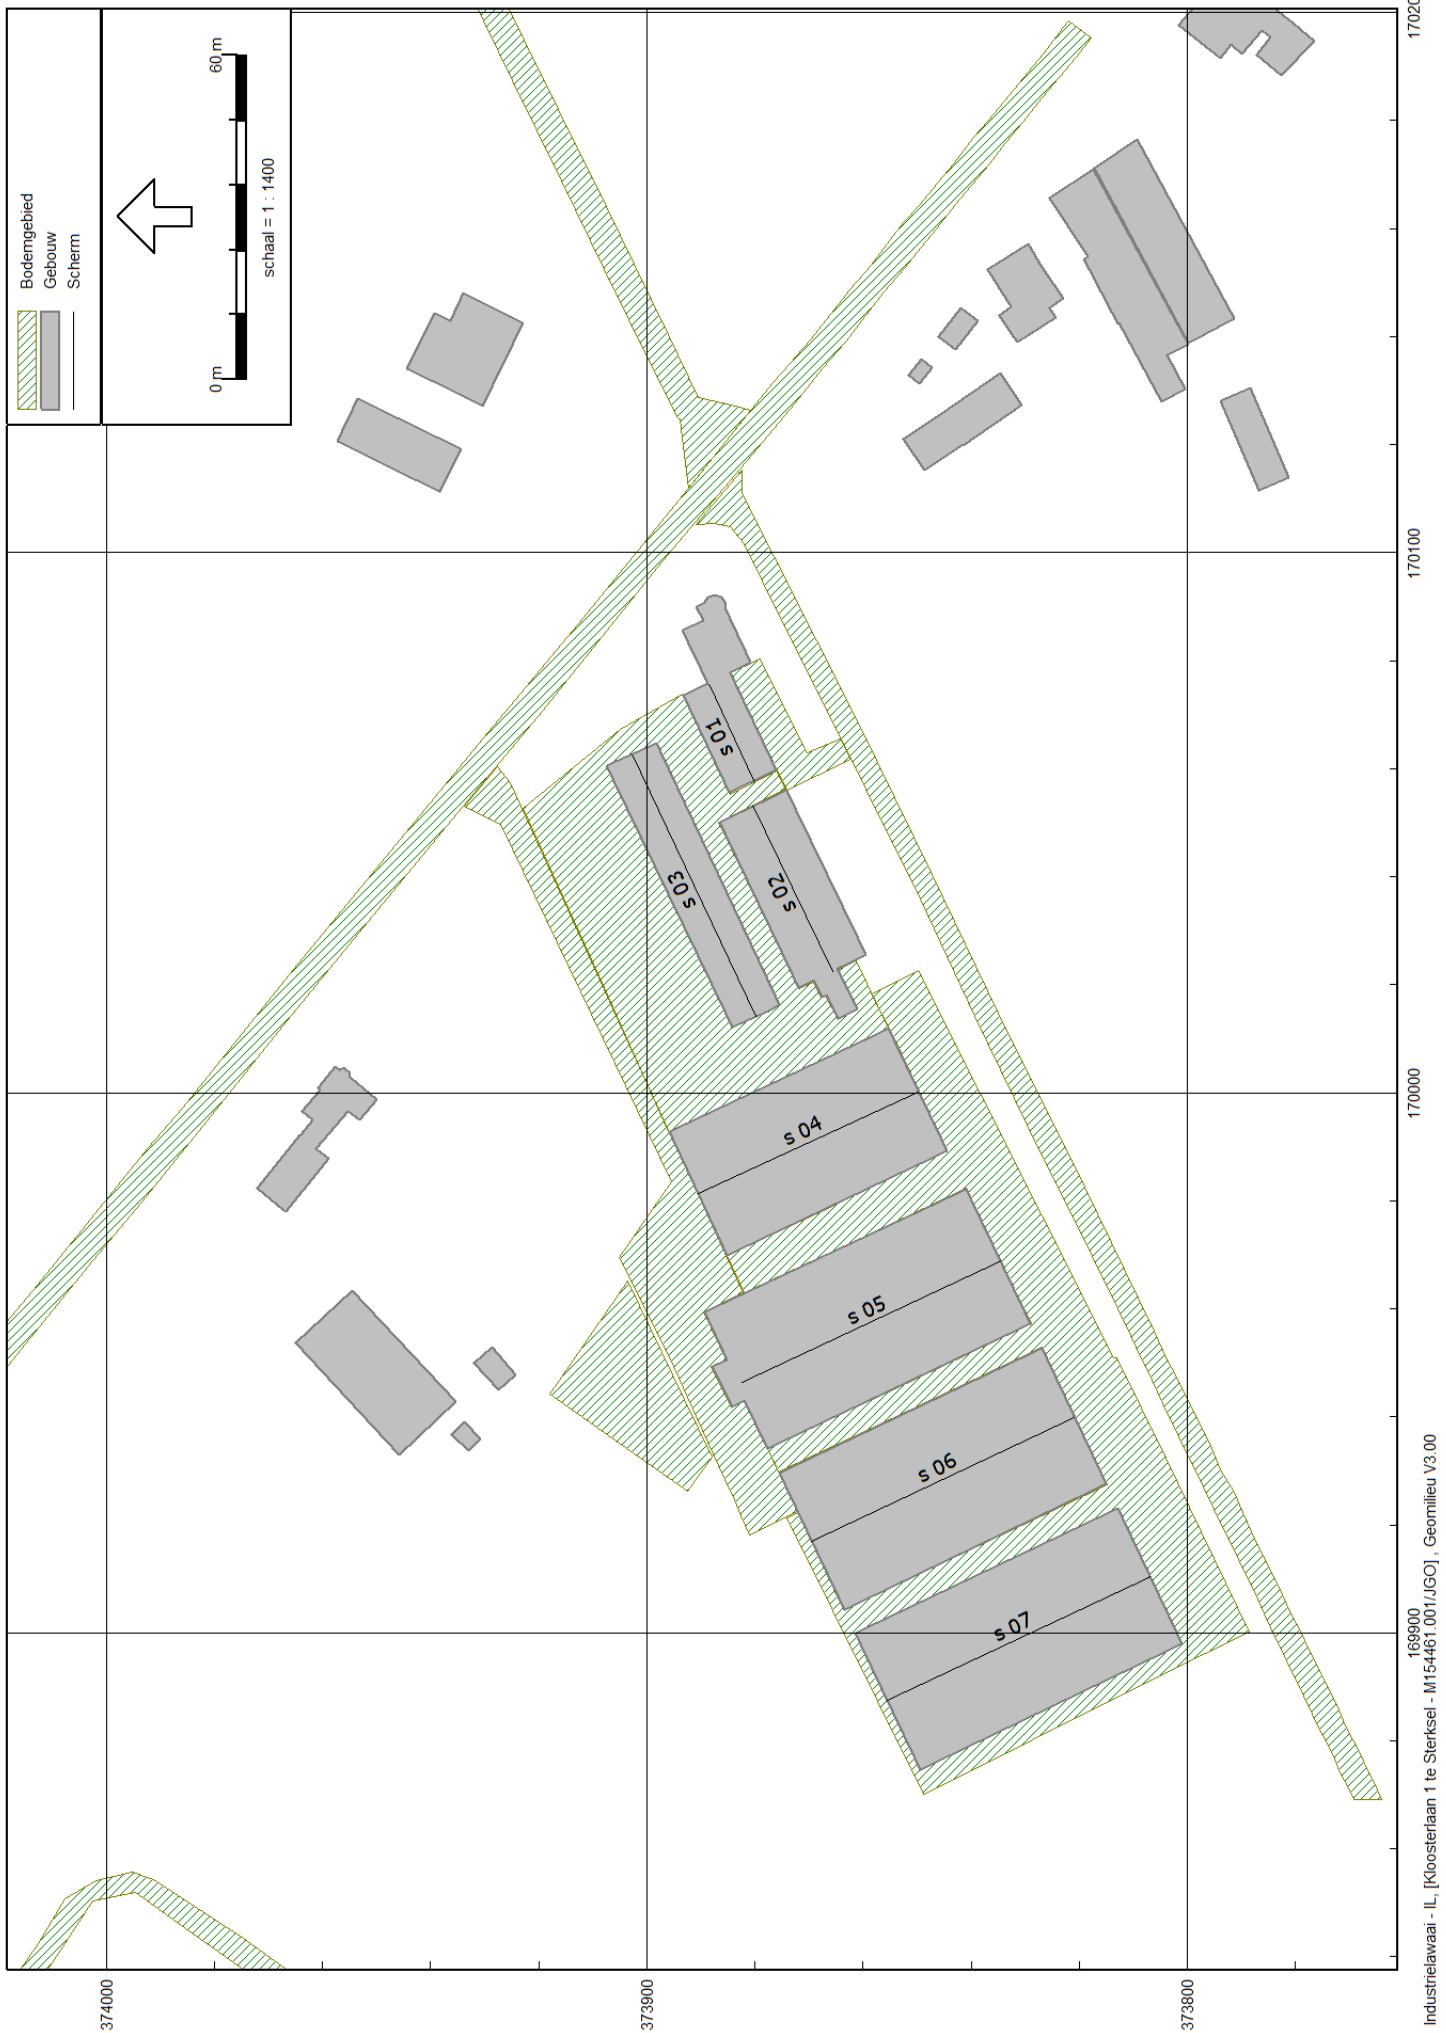 Bodemgebied
Gebouw
Scherm
0 m
60 m
schaal = 1 : 1400
374000
373900
373800
169900
170000
170100
17020
s 01
s 02
s 03
s 04
s 05
s 06
s 07
Industrielawaai - IL, [Kloosterlaan 1 te Sterksel - M154461.001/JGO] , Geomilieu V3.00